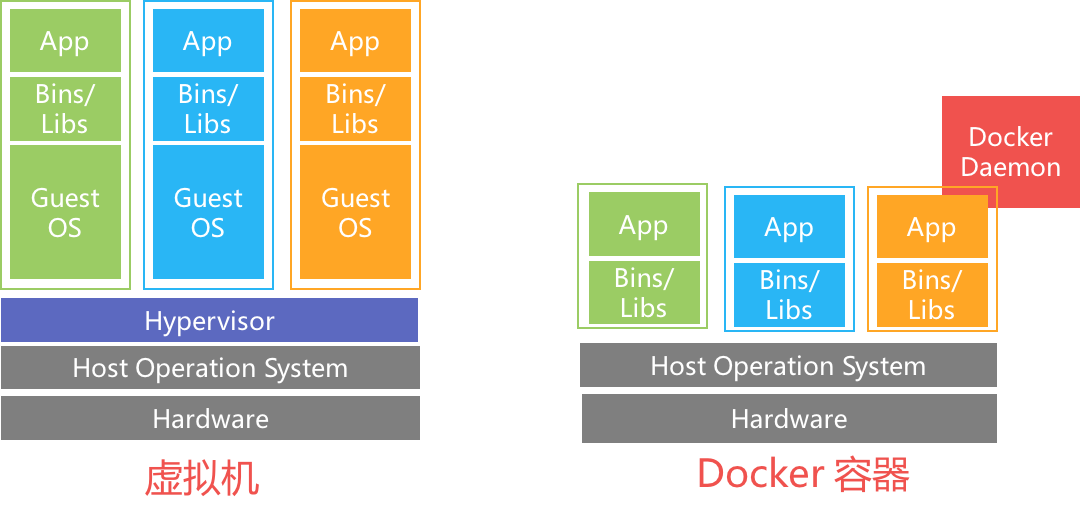 App
Bins/
Libs
Guest
OS
App
Bins/
Libs
Guest
OS
App
Bins/
Libs
Guest
OS
Hypervisor
Host Operation System
Hardware
虚拟机
Docker
Daemon
App
Bins/
Libs
App
Bins/
Libs
App
Bins/
Libs
Host Operation System
Hardware
Docker 容器